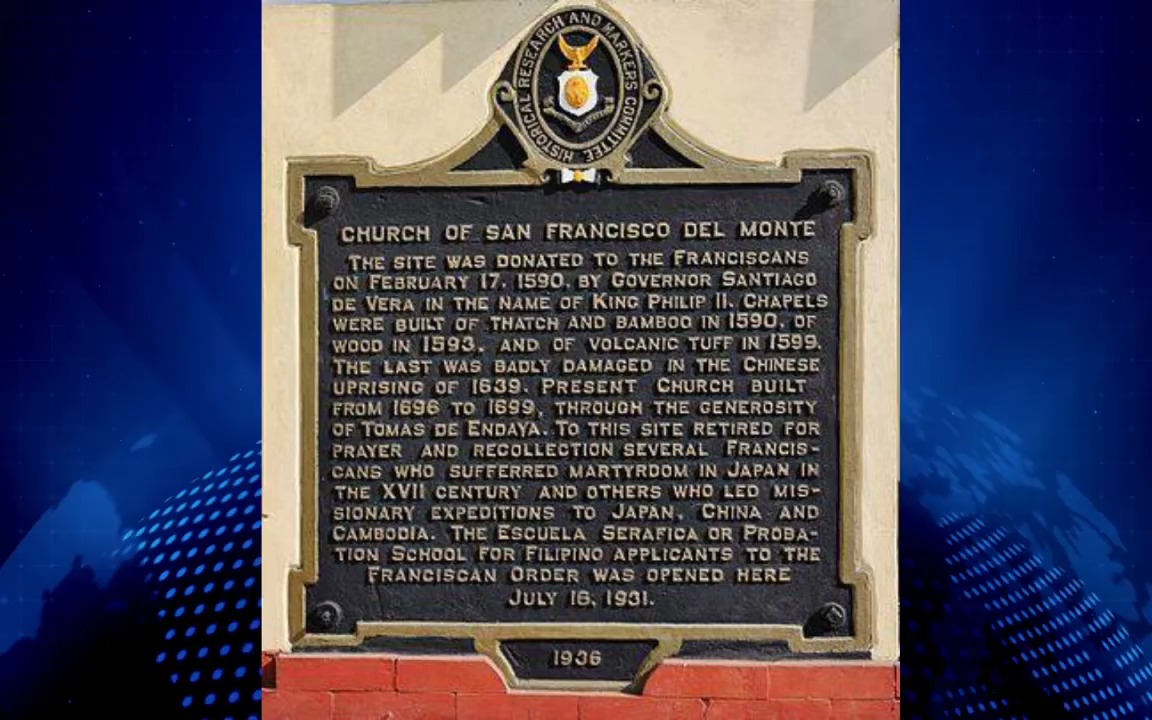 HISTORICAL RESEARCH AND MARKERS COMMITTEE
CHURCH OF SAN FRANCISCO DEL MONTE
THE SITE WAS DONATED TO THE FRANCISCANS
ON FEBRUARY 17, 1590, BY GOVERNOR SANTIAGO
DE VERA IN THE NAME OF KING PHILIP II. CHAPELS
WERE BUILT OF THATCH AND BAMBOO IN 1590, OF
WOOD IN 1593, AND OF VOLCANIC TUFF IN 1599.
THE LAST WAS BADLY DAMAGED IN THE CHINESE
UPRISING OF 1639. PRESENT CHURCH BUILT
FROM 1696 TO 1699, THROUGH THE GENEROSITY
OF TOMAS DE ENDAYA. TO THIS SITE RETIRED FOR
PRAYER AND RECOLLECTION SEVERAL FRANCIS-
CANS WHO SUFFERRED MARTYRDOM IN JAPAN IN
THE XVII CENTURY AND OTHERS WHO LED MIS-
SIONARY EXPEDITIONS TO JAPAN, CHINA AND
CAMBODIA. THE ESCUELA SERAFICA OR PROBA-
TION SCHOOL FOR FILIPINO APPLICANTS TO THE
FRANCISCAN ORDER WAS OPENED HERE
JULY 16, 1931.
1936